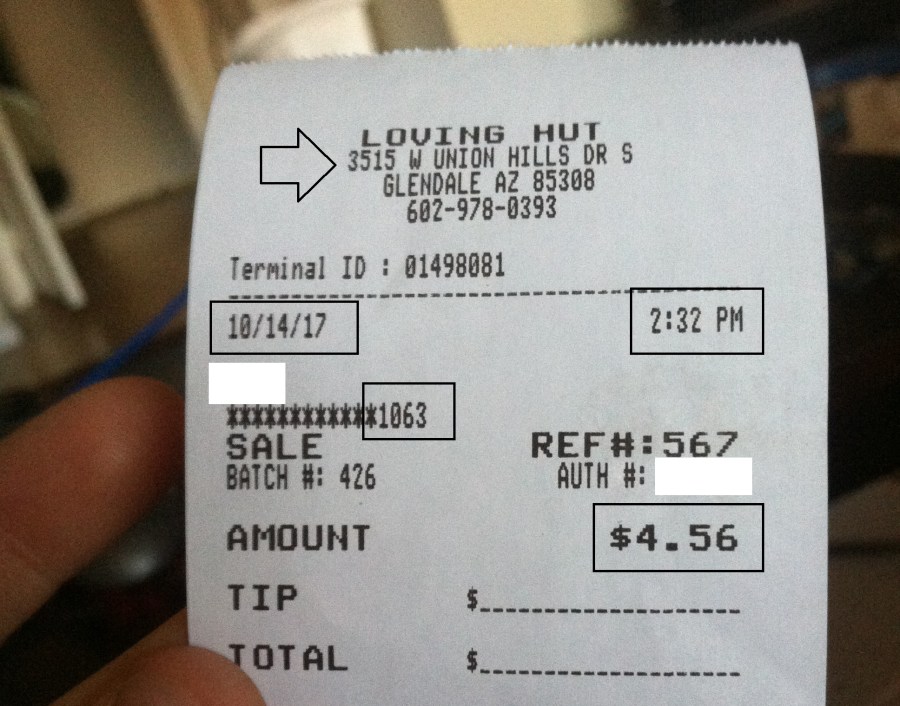 LOVING HUT
3515 W UNION HILLS DR S
GLENDALE AZ 85308
602-978-0393
Terminal ID : 01498081
10/14/17 2:32 PM
************1063
SALE REF#:567
BATCH #: 426 AUTH #:
AMOUNT $4.56
TIP $
TOTAL $